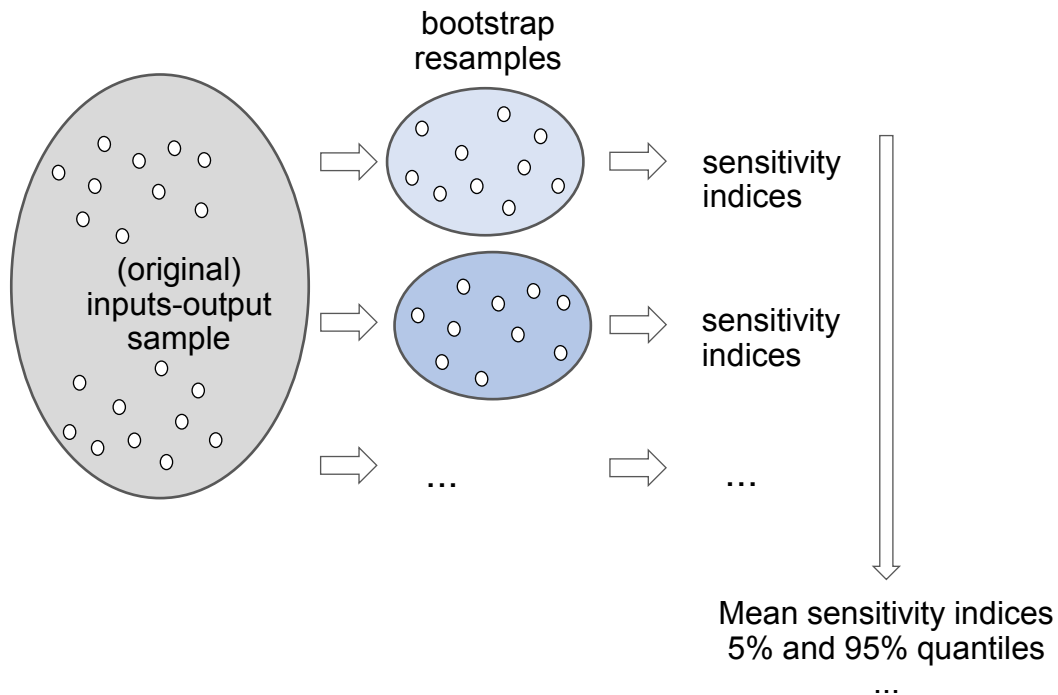 bootstrap
resamples
(original)
inputs-output
sample
sensitivity
indices
sensitivity
indices
...
...
Mean sensitivity indices
5% and 95% quantiles
...